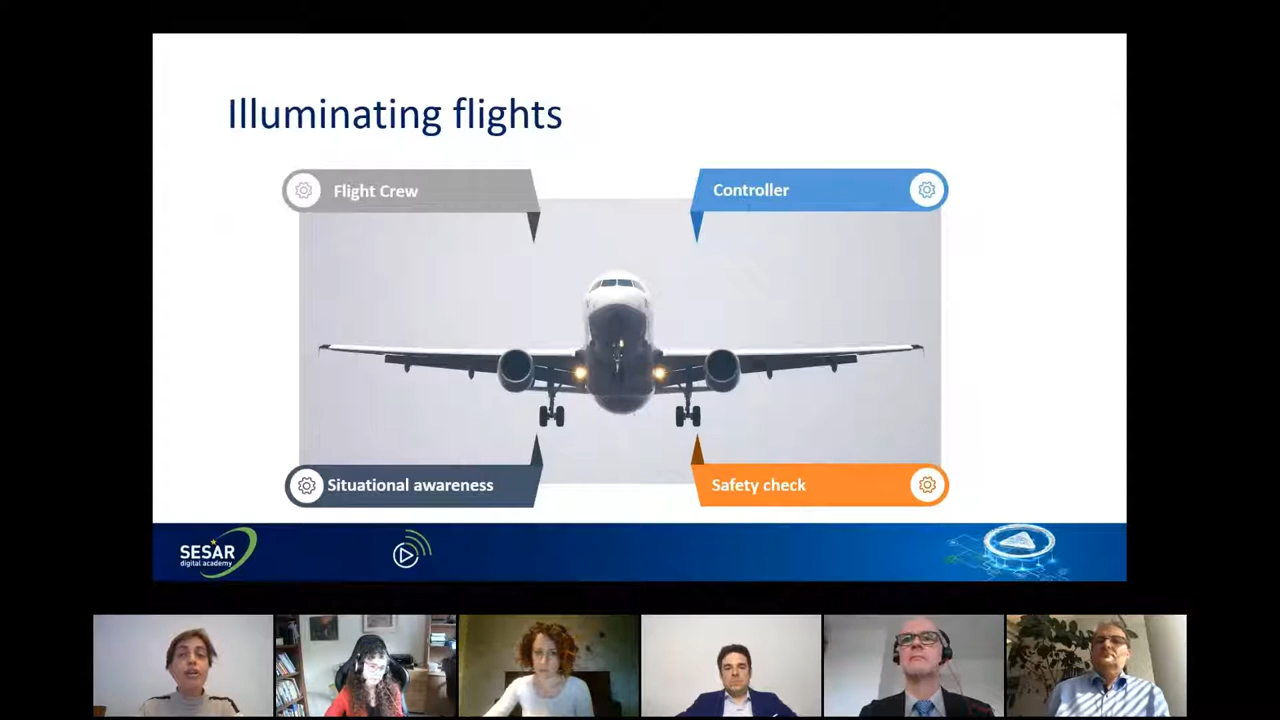 Illuminating flights
Flight Crew
Controller
Situational awareness
Safety check
SESAR
digital academy